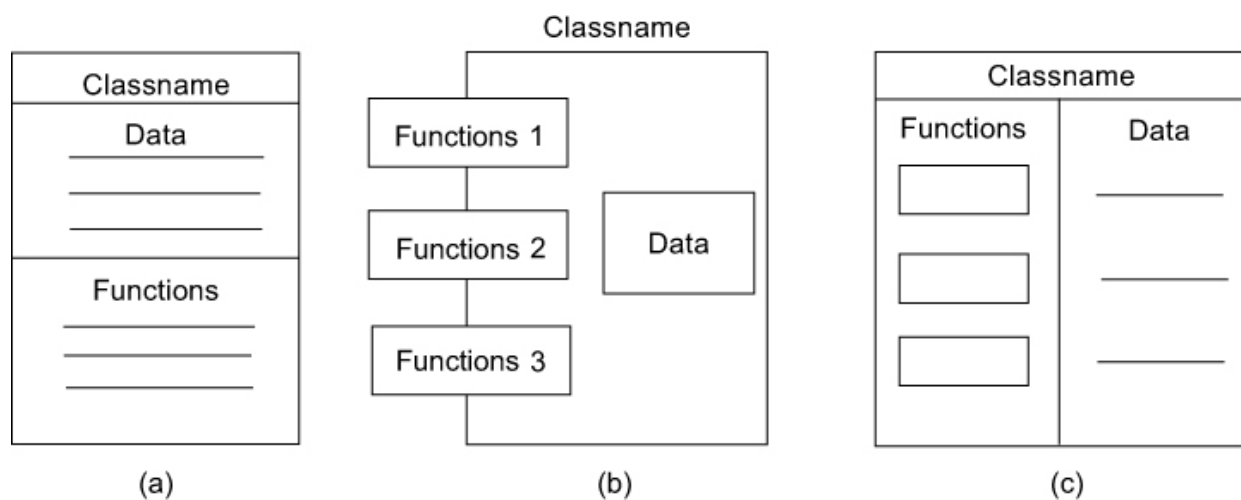 Classname
Data
Functions
(a)
Classname
Functions 1
Functions 2
Functions 3
Data
(b)
Classname
Functions
Data
(c)